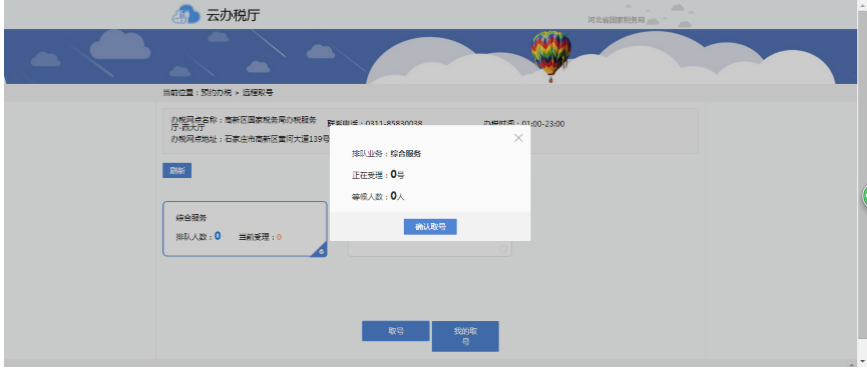 云办税厅
河北省国家税务局
当前位置：预约办税 > 远程取号
办税网点名称：高新区国家税务局办税服务
厅-西大厅
联系电话：0311-85830038
办税时间：01:00-23:00
办税网点地址：石家庄市高新区黄河大道139号
刷新
排队业务：综合服务
正在受理：0号
等候人数：0人
确认取号
综合服务
排队人数：0 当前受理：0
取号
我的取
号